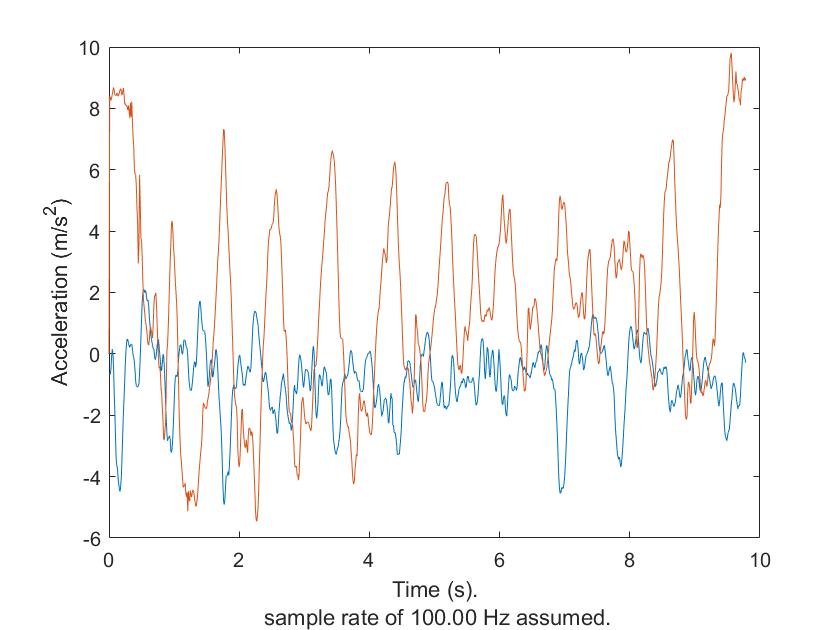 10
8
6
4
2
0
-2
-4
-6
Acceleration (m/s²)
0 2 4 6 8 10
Time (s).
sample rate of 100.00 Hz assumed.